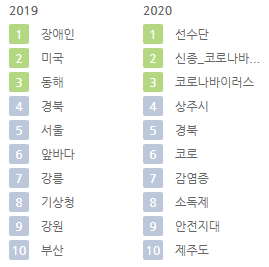 2019
1 장애인
2 미국
3 동해
4 경북
5 서울
6 앞바다
7 강릉
8 기상청
9 강원
10 부산
2020
1 선수단
2 신종_코로나바...
3 코로나바이러스
4 상주시
5 경북
6 코로
7 감염증
8 소독제
9 안전지대
10 제주도